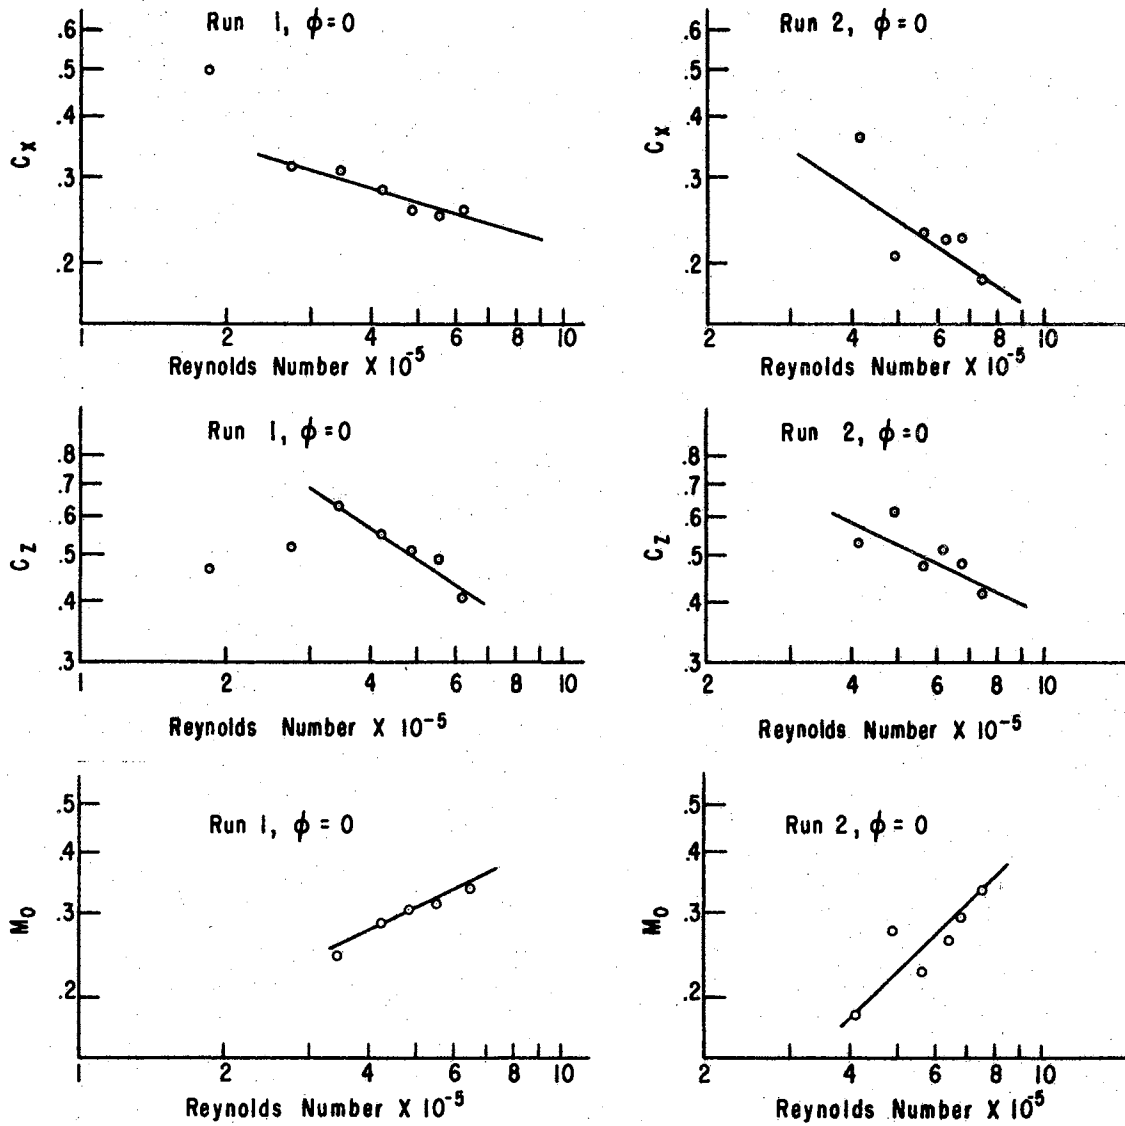 Run 1, ϕ=0
.6
.5
.4
.3
.2
C_X
1 2 4 6 8 10
Reynolds Number X 10^-5
Run 2, ϕ=0
.6
.5
.4
.3
.2
C_X
2 4 6 8 10
Reynolds Number X 10^-5
Run 1, ϕ=0
.8
.7
.6
.5
.4
.3
C_Z
1 2 4 6 8 10
Reynolds Number X 10^-5
Run 2, ϕ=0
.8
.7
.6
.5
.4
.3
C_Z
2 4 6 8 10
Reynolds Number X 10^-5
Run 1, ϕ=0
.5
.4
.3
.2
M_0
1 2 4 6 8 10
Reynolds Number X 10^-5
Run 2, ϕ=0
.5
.4
.3
.2
M_0
2 4 6 8 10
Reynolds Number X 10^-5